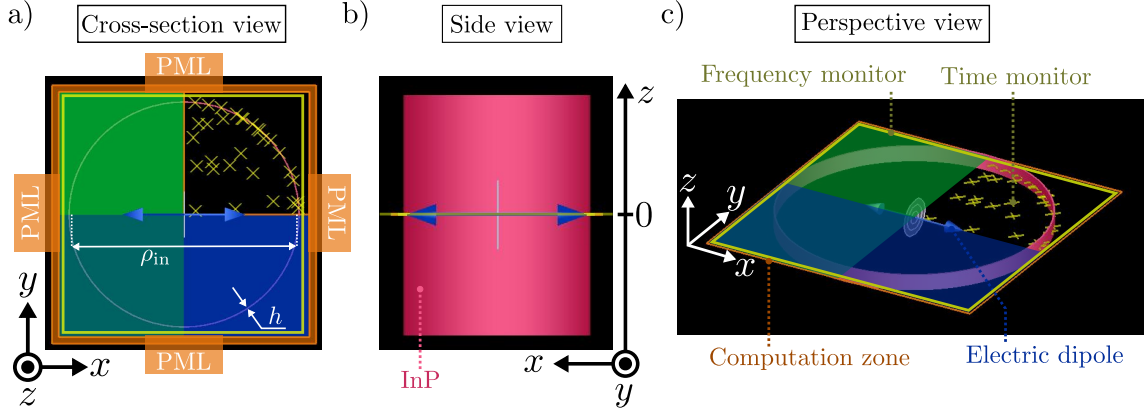 a)
Cross-section view
PML
PML
PML
ρin
h
PML
y
x
z
b)
Side view
z
0
x
y
InP
c)
Perspective view
Frequency monitor
Time monitor
z
y
x
Computation zone
Electric dipole